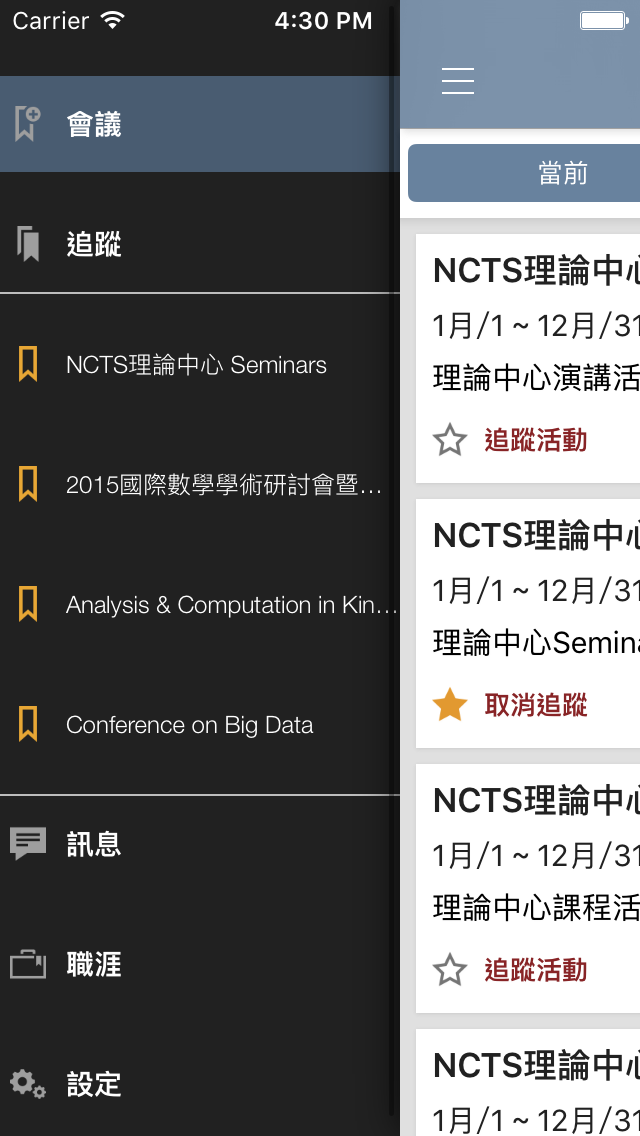 Carrier
4:30 PM
會議
追蹤
NCTS理論中心 Seminars
2015國際數學學術研討會暨...
Analysis & Computation in Kin...
Conference on Big Data
訊息
職涯
設定
當前
NCTS理論中
1月/1 ~ 12月/31
理論中心演講活
追蹤活動
NCTS理論中
1月/1 ~ 12月/31
理論中心Semin
取消追蹤
NCTS理論中
1月/1 ~ 12月/31
理論中心課程活
追蹤活動
NCTS理論中
1月/1 ~ 12月/31